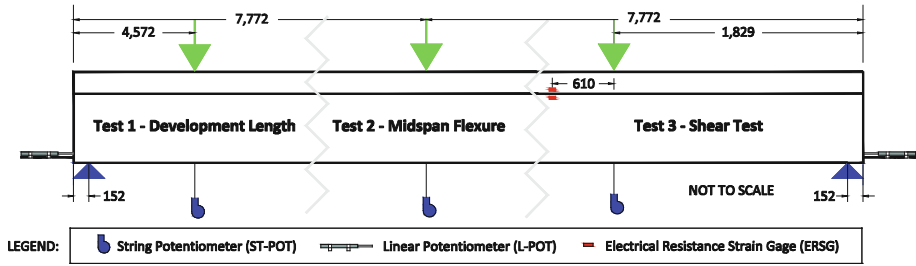 7,772 7,772
4,572 1,829
610
Test 1 - Development Length Test 2 - Midspan Flexure Test 3 - Shear Test
152 NOT TO SCALE 152
LEGEND: String Potentiometer (ST-POT) Linear Potentiometer (L-POT) Electrical Resistance Strain Gage (ERSG)